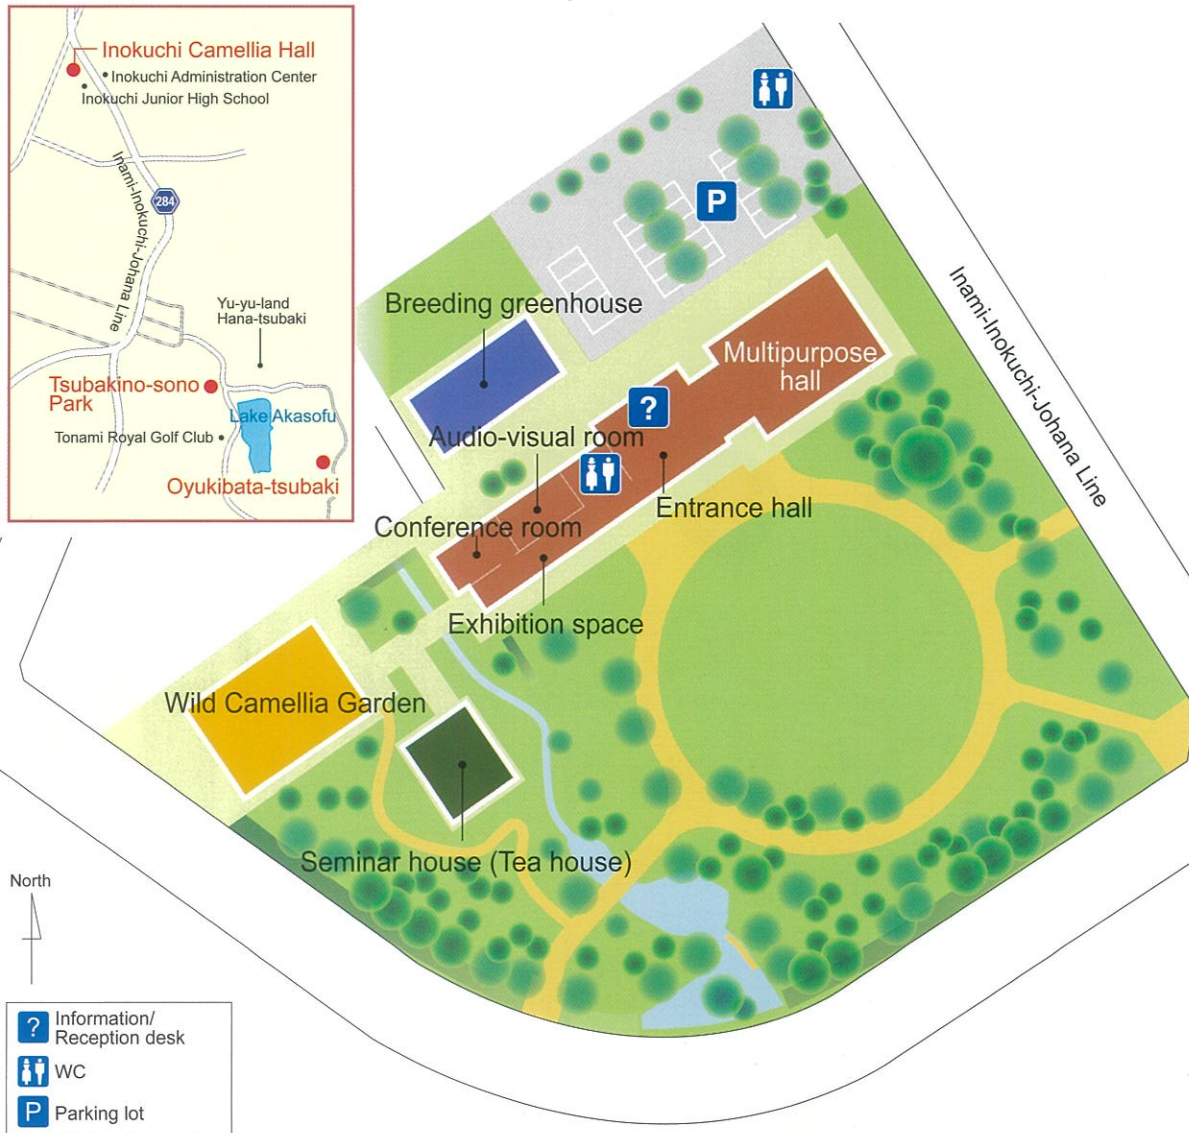 Inokuchi Camellia Hall
Inokuchi Administration Center
Inokuchi Junior High School
Inami-Inokuchi-Johana Line
284
Yu-yu-land
Hana-tsubaki
Tsubakino-sono
Park
Lake Akasofu
Tonami Royal Golf Club
Oyukibata-tsubaki
P
Inami-Inokuchi-Johana Line
Breeding greenhouse
Multipurpose
hall
?
Audio-visual room
Entrance hall
Conference room
Exhibition space
Wild Camellia Garden
Seminar house (Tea house)
North
? Information/
Reception desk
WC
P Parking lot